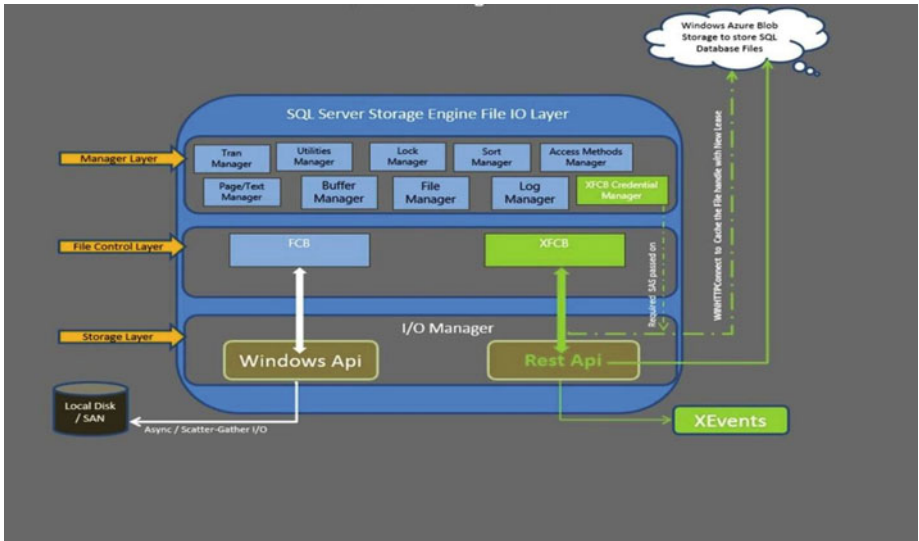 Windows Azure Blob
Storage to store SQL
Database Files
SQL Server Storage Engine File IO Layer
Manager Layer
Tran
Manager
Utilities
Manager
Lock
Manager
Sort
Manager
Access Methods
Manager
Page/Text
Manager
Buffer
Manager
File
Manager
Log
Manager
XFCB Credential
Manager
File Control Layer
FCB
XFCB
Required SAS passed on
WINHTTPConnect to Cache the File handle with New Lease
Storage Layer
I/O Manager
Windows Api
Rest Api
Local Disk
/ SAN
Async / Scatter-Gather I/O
XEvents